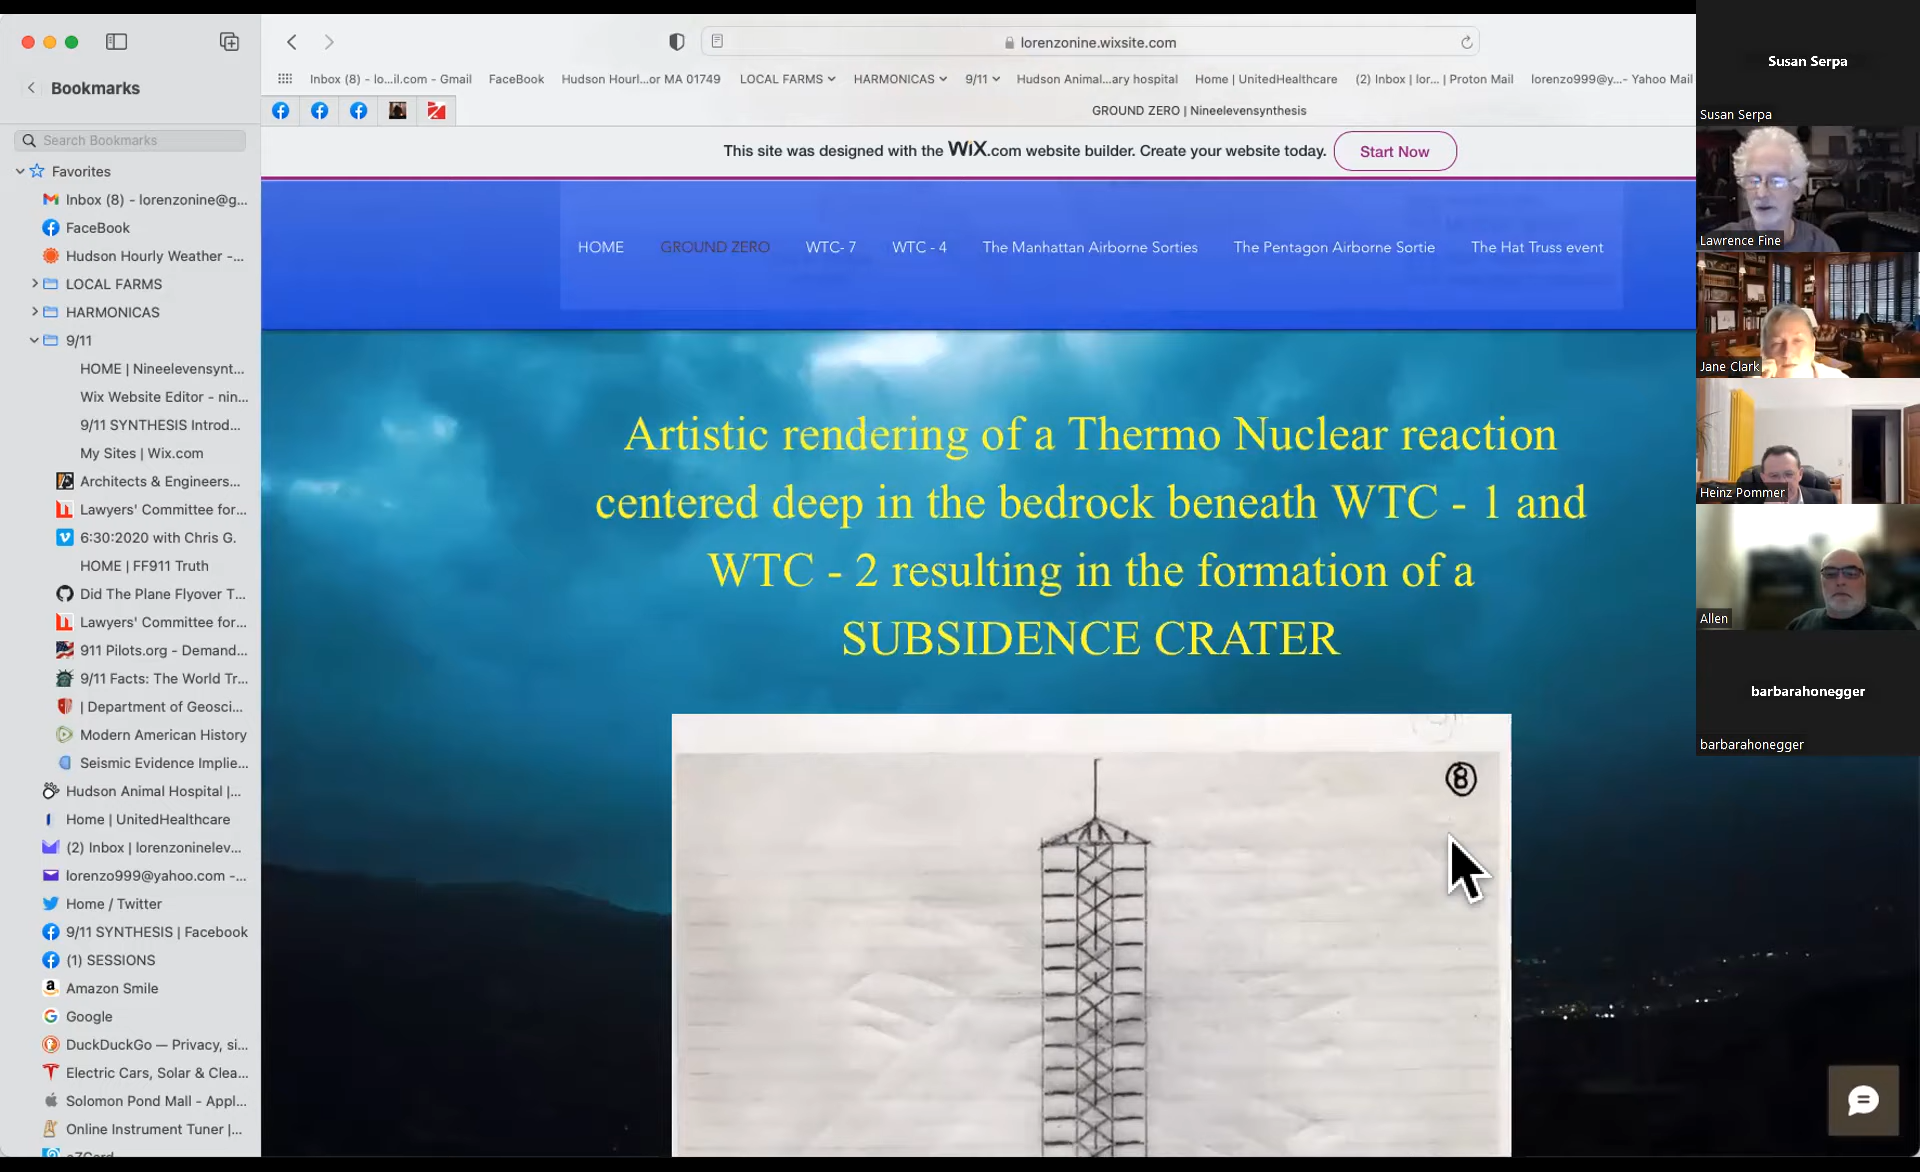 lorenzonine.wixsite.com
Bookmarks
Inbox (8) - lo...il.com - Gmail
FaceBook
Hudson Hourl...or MA 01749
LOCAL FARMS
HARMONICAS
9/11
Hudson Animal...ary hospital
Home | UnitedHealthcare
(2) Inbox | lor... | Proton Mail
lorenzo999@y...- Yahoo Mail
GROUND ZERO | Nineelevensynthesis
Search Bookmarks
Favorites
Inbox (8) - lorenzonine@g...
FaceBook
Hudson Hourly Weather -...
LOCAL FARMS
HARMONICAS
9/11
HOME | Nineelevensynt...
Wix Website Editor - nin...
9/11 SYNTHESIS Introd...
My Sites | Wix.com
Architects & Engineers...
Lawyers' Committee for...
6:30:2020 with Chris G.
HOME | FF911 Truth
Did The Plane Flyover T...
Lawyers' Committee for...
911 Pilots.org - Demand...
9/11 Facts: The World Tr...
| Department of Geosci...
Modern American History
Seismic Evidence Implie...
Hudson Animal Hospital |...
Home | UnitedHealthcare
(2) Inbox | lorenzoninelev...
lorenzo999@yahoo.com -...
Home / Twitter
9/11 SYNTHESIS | Facebook
(1) SESSIONS
Amazon Smile
Google
DuckDuckGo — Privacy, si...
Electric Cars, Solar & Clea...
Solomon Pond Mall - Appl...
Online Instrument Tuner |...
This site was designed with the WiX.com website builder. Create your website today.
Start Now
HOME
GROUND ZERO
WTC- 7
WTC - 4
The Manhattan Airborne Sorties
The Pentagon Airborne Sortie
The Hat Truss event
Artistic rendering of a Thermo Nuclear reaction
centered deep in the bedrock beneath WTC - 1 and
WTC - 2 resulting in the formation of a
SUBSIDENCE CRATER
8
Susan Serpa
Susan Serpa
Lawrence Fine
Jane Clark
Heinz Pommer
Allen
barbarahonegger
barbarahonegger